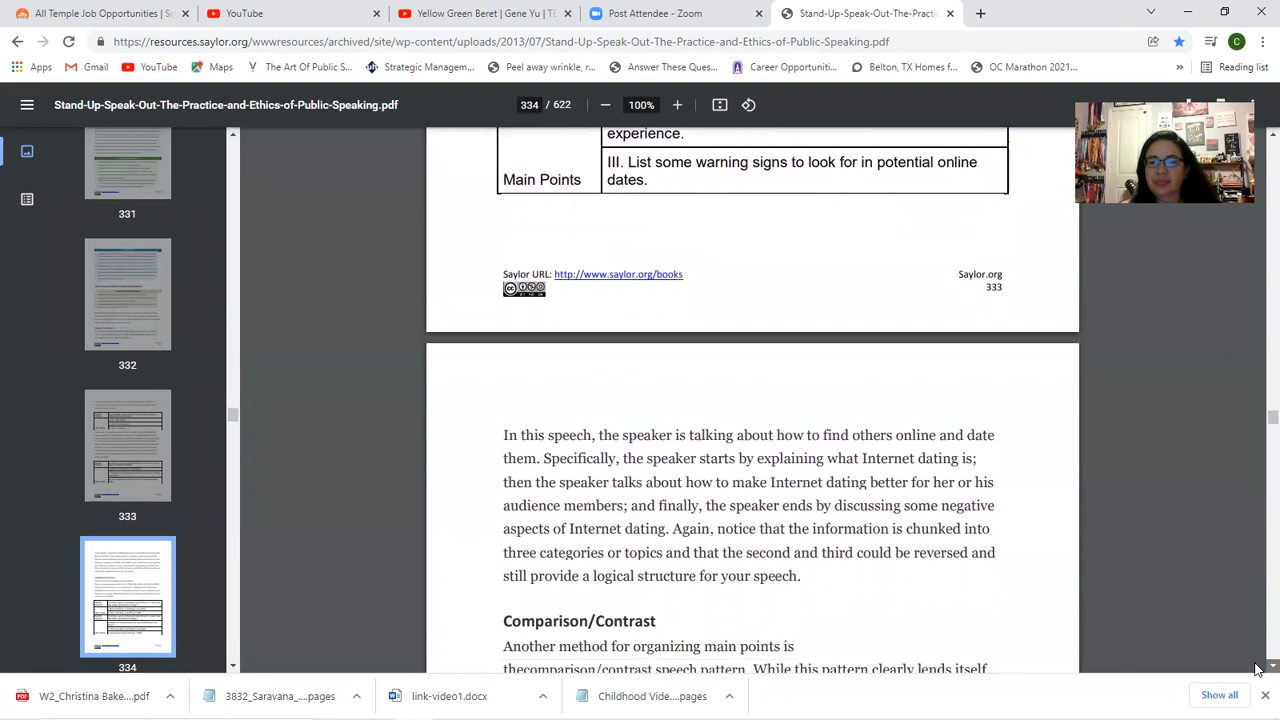 All Temple Job Opportunities | S
YouTube
Yellow Green Beret | Gene Yu | TE
Post Attendee - Zoom
Stand-Up-Speak-Out-The-Practic
https://resources.saylor.org/wwwresources/archived/site/wp-content/uploads/2013/07/Stand-Up-Speak-Out-The-Practice-and-Ethics-of-Public-Speaking.pdf
C
Apps
Gmail
YouTube
Maps
The Art Of Public S...
Strategic Managem...
Peel away wrinkle, r...
Answer These Que...
Career Opportuniti...
Belton, TX Homes f...
OC Marathon 2021...
»
Reading list
Stand-Up-Speak-Out-The-Practice-and-Ethics-of-Public-Speaking.pdf
334 / 622
100%
331
332
333
334
experience.
III. List some warning signs to look for in potential online
Main Points
dates.
Saylor URL: http://www.saylor.org/books
Saylor.org
333
In this speech, the speaker is talking about how to find others online and date
them. Specifically, the speaker starts by explaining what Internet dating is;
then the speaker talks about how to make Internet dating better for her or his
audience members; and finally, the speaker ends by discussing some negative
aspects of Internet dating. Again, notice that the information is chunked into
three categories or topics and that the second and third could be reversed and
still provide a logical structure for your speech.
Comparison/Contrast
Another method for organizing main points is
thecomparison/contrast speech pattern. While this pattern clearly lends itself
W2_Christina Bake....pdf
3832_Saravana_....pages
link-video1.docx
Childhood Vide....pages
Show all